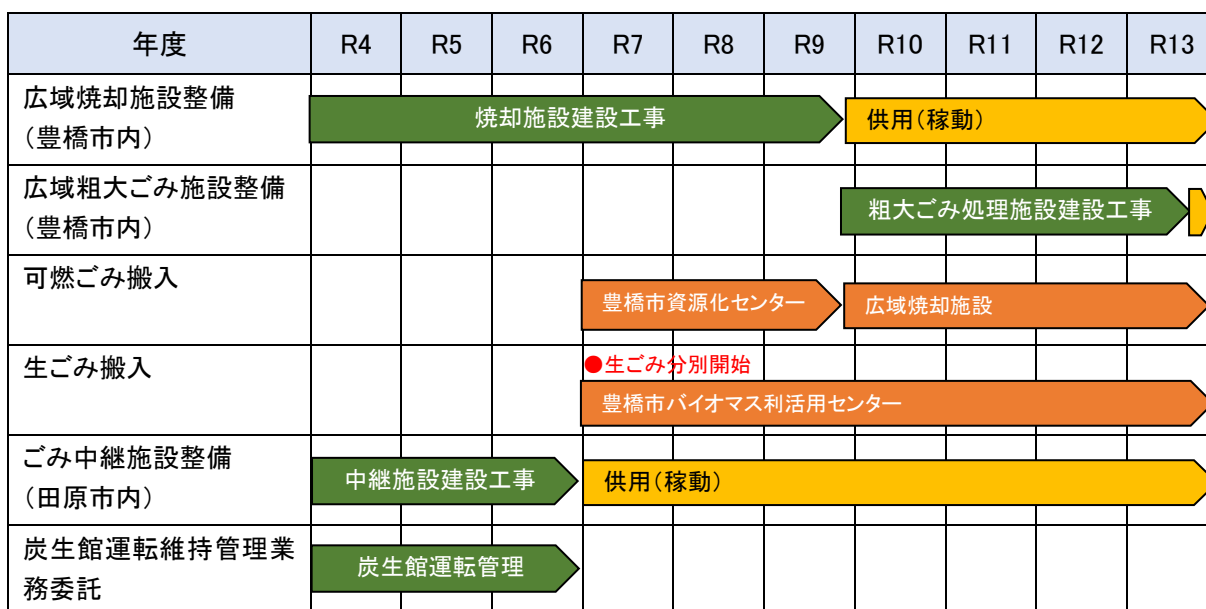 年度 R4 R5 R6 R7 R8 R9 R10 R11 R12 R13
広域焼却施設整備
（豊橋市内）
焼却施設建設工事 供用（稼動）
広域粗大ごみ施設整備
（豊橋市内）
粗大ごみ処理施設建設工事
可燃ごみ搬入
豊橋市資源化センター 広域焼却施設
生ごみ搬入
●生ごみ分別開始
豊橋市バイオマス利活用センター
ごみ中継施設整備
（田原市内）
中継施設建設工事 供用（稼動）
炭生館運転維持管理業
務委託
炭生館運転管理